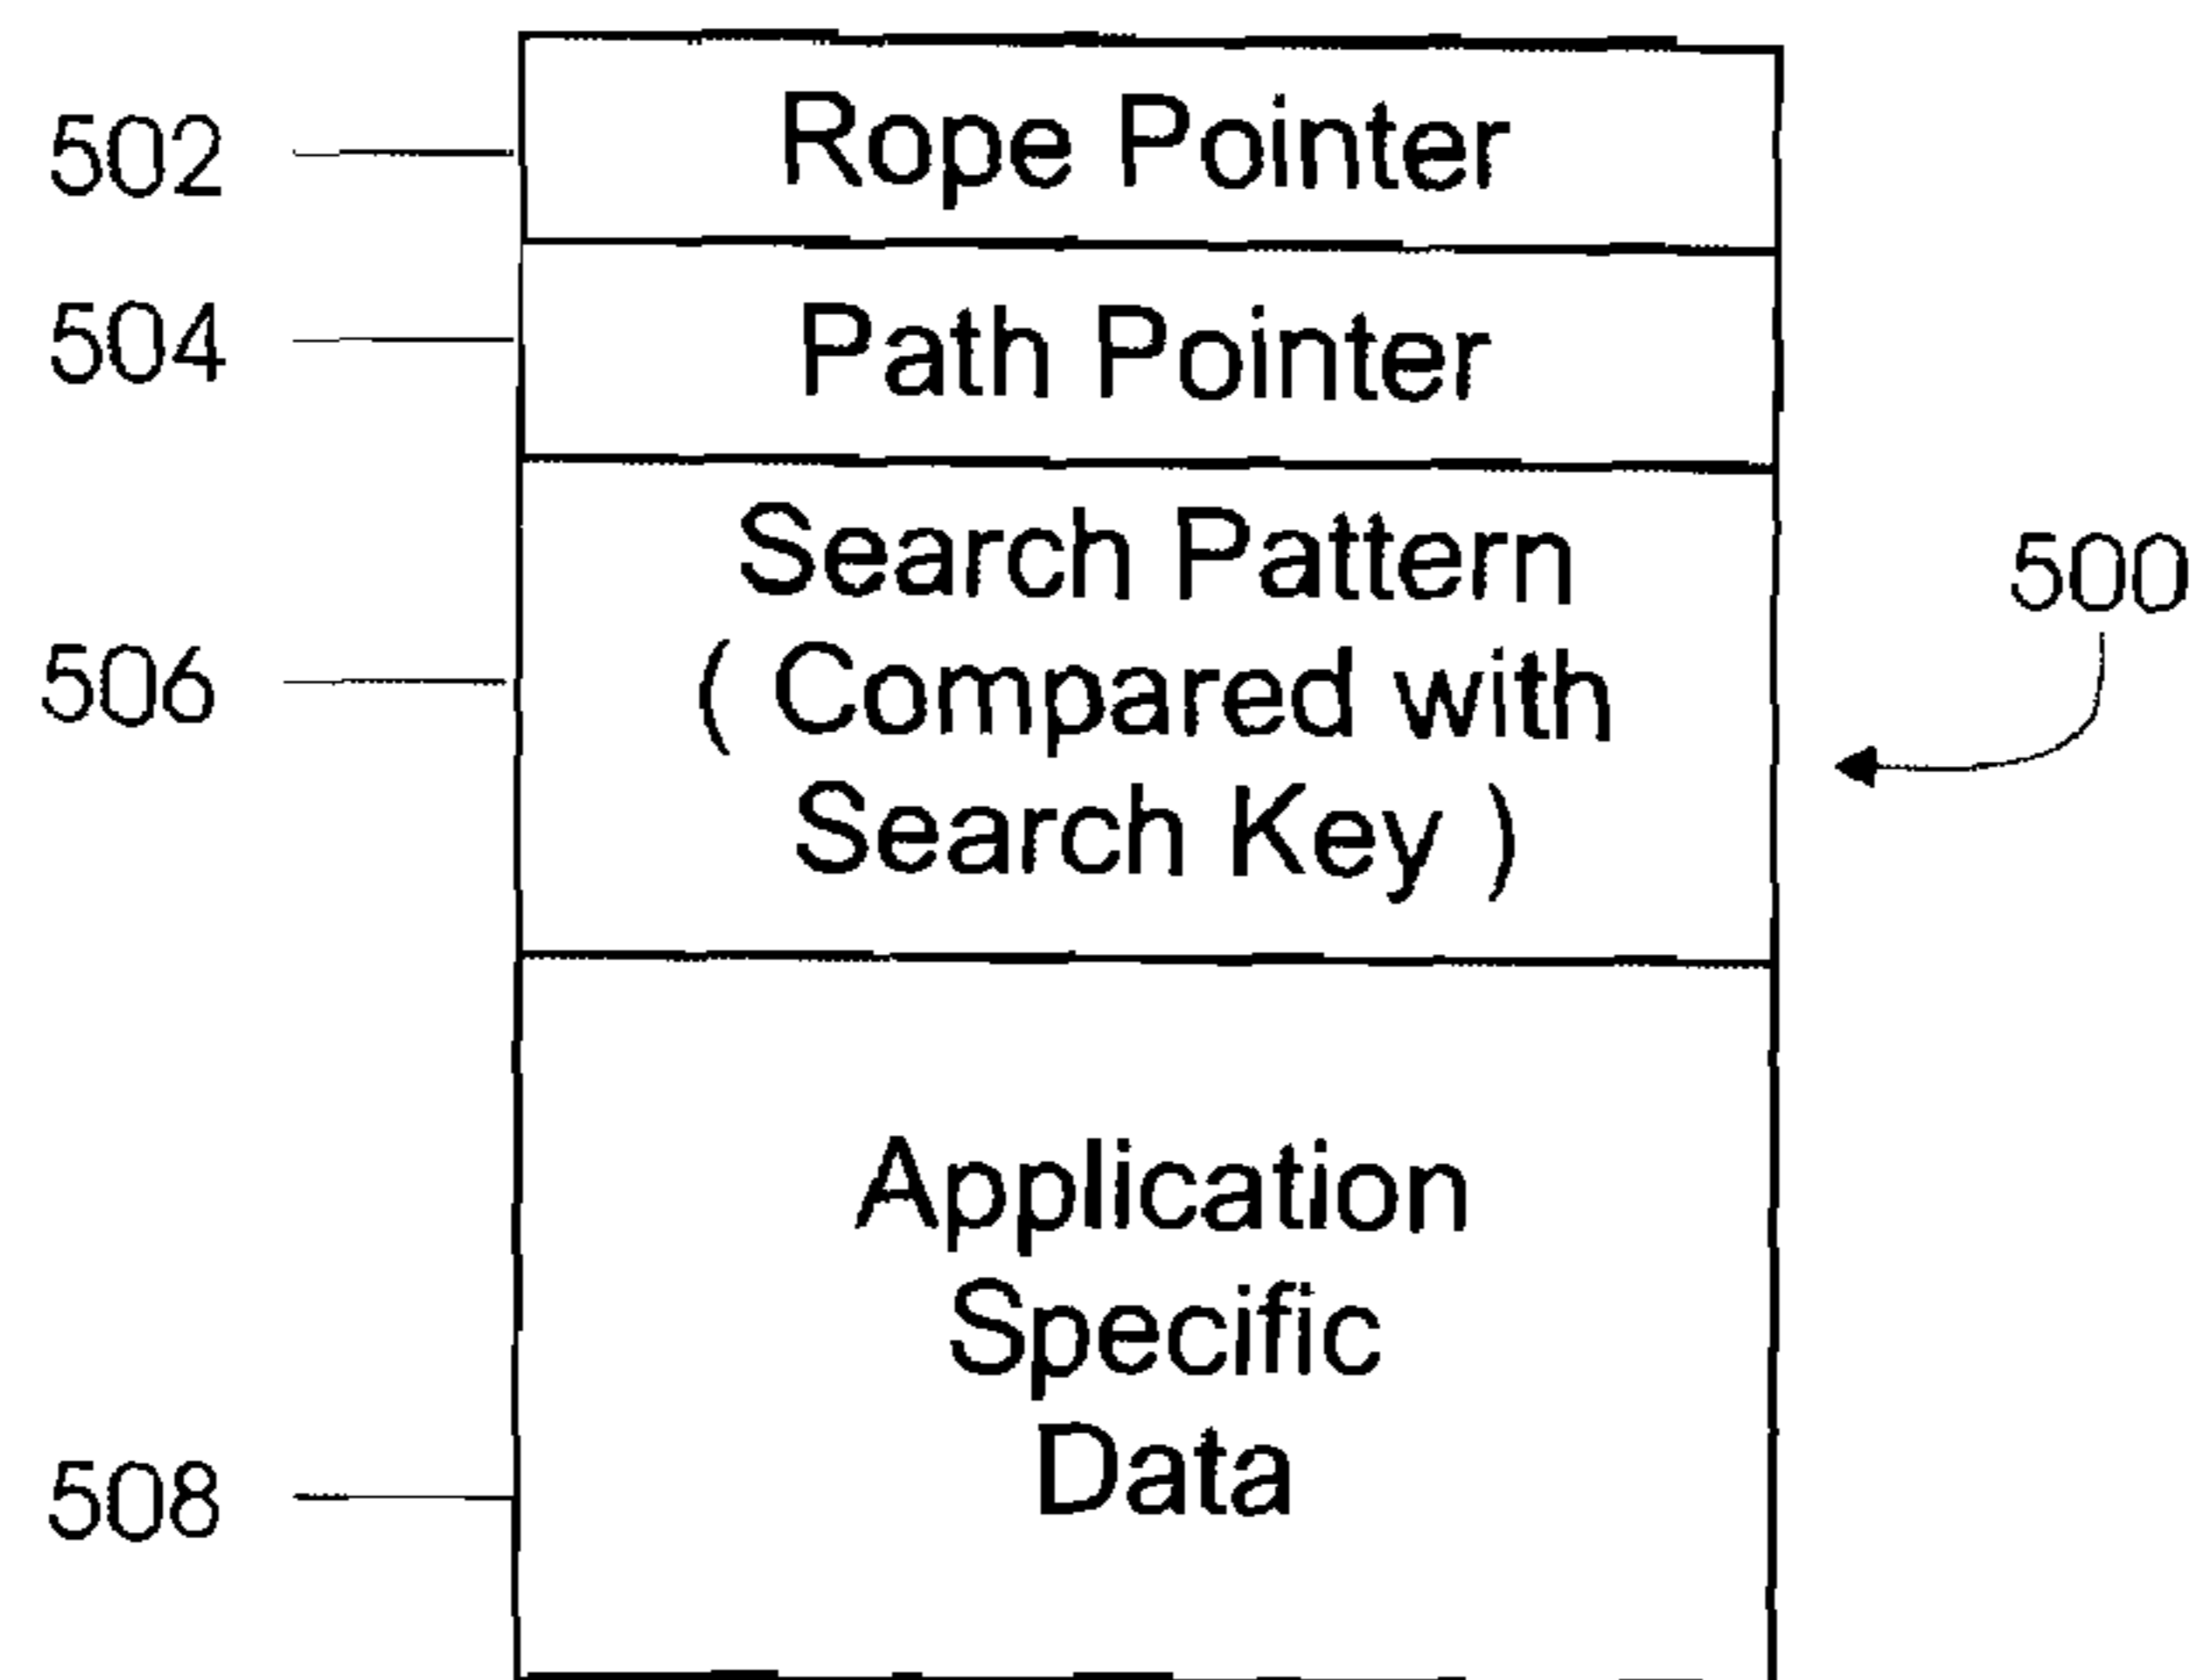 502
Rope Pointer
504
Path Pointer
Search Pattern
500
506
( Compared with
Search Key )
Application
Specific
Data
508